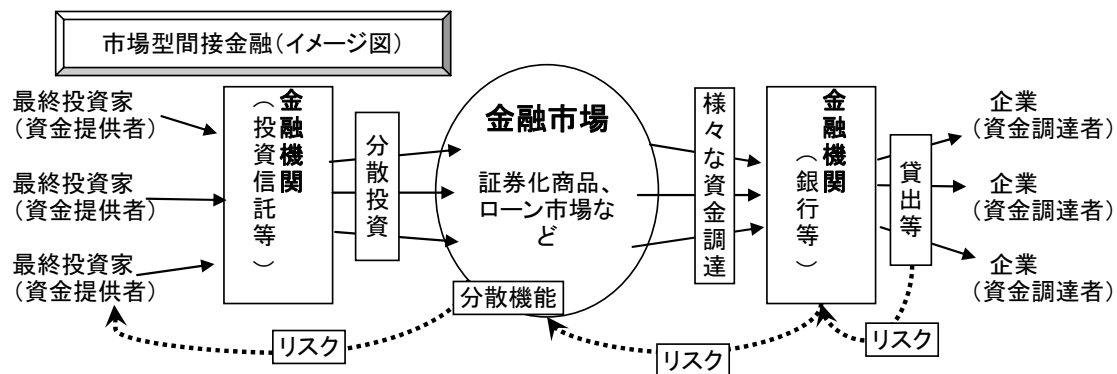 市場型間接金融(イメージ図)
最終投資家
(資金提供者)
最終投資家
(資金提供者)
最終投資家
(資金提供者)
金融機関
(投資信託等)
分散投資
金融市場
証券化商品、
ローン市場な
ど
分散機能
様々な資金調達
金融機関
(銀行等)
貸出等
企業
(資金調達者)
企業
(資金調達者)
企業
(資金調達者)
リスク
リスク
リスク